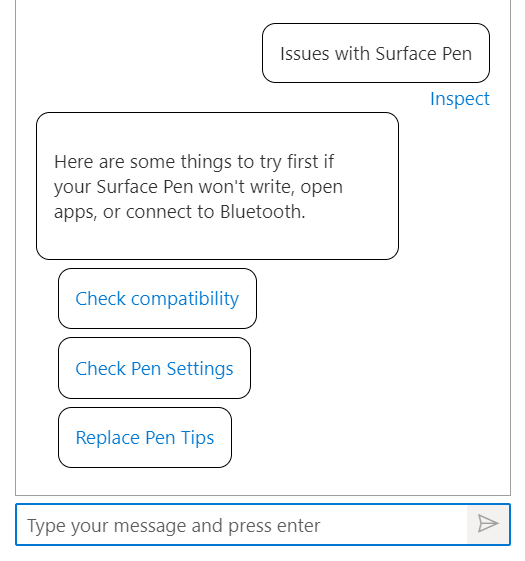 Issues with Surface Pen
Inspect
Here are some things to try first if
your Surface Pen won't write, open
apps, or connect to Bluetooth.
Check compatibility
Check Pen Settings
Replace Pen Tips
Type your message and press enter